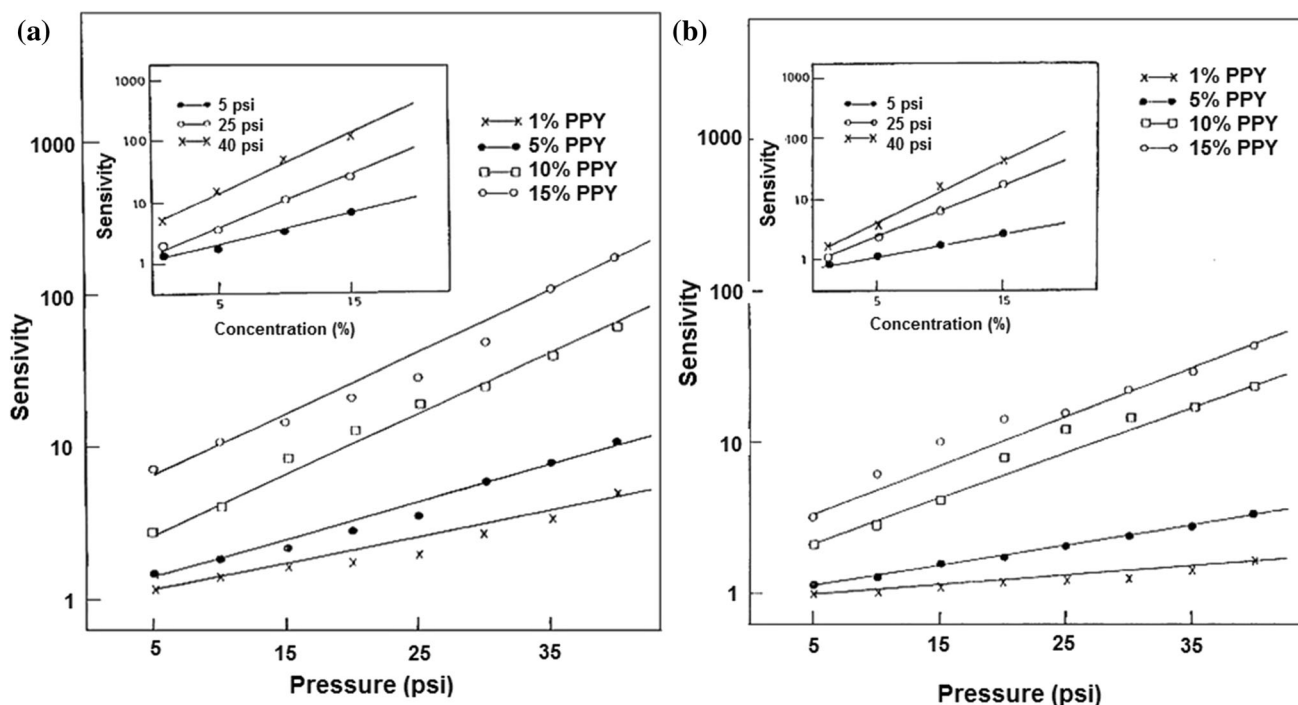 (a)
1000
100
10
1
Sensivity
5 15 25 35
Pressure (psi)
1000
100
10
1
Sensivity
5 15
Concentration (%)
5 psi
25 psi
40 psi
1% PPY
5% PPY
10% PPY
15% PPY
(b)
1000
100
10
1
Sensivity
5 15 25 35
Pressure (psi)
1000
100
10
1
Sensivity
5 15
Concentration (%)
5 psi
25 psi
40 psi
1% PPY
5% PPY
10% PPY
15% PPY